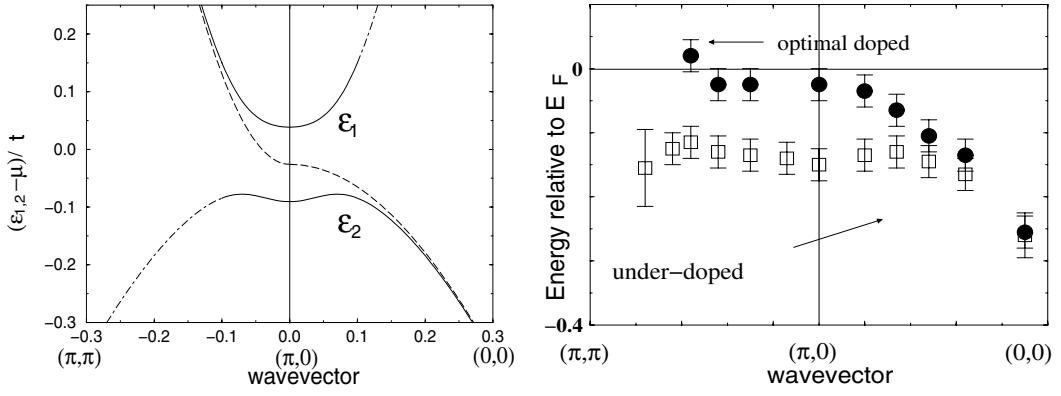 (ε1,2−μ)/ t
0.2
0.1
0.0
−0.1
−0.2
−0.3
ε1
ε2
−0.3 −0.2 −0.1 0.0 0.1 0.2 0.3
(π,π) (π,0) (0,0)
wavevector
Energy relative to E F
0
−0.4
optimal doped
under−doped
(π,π) (π,0) (0,0)
wavevector